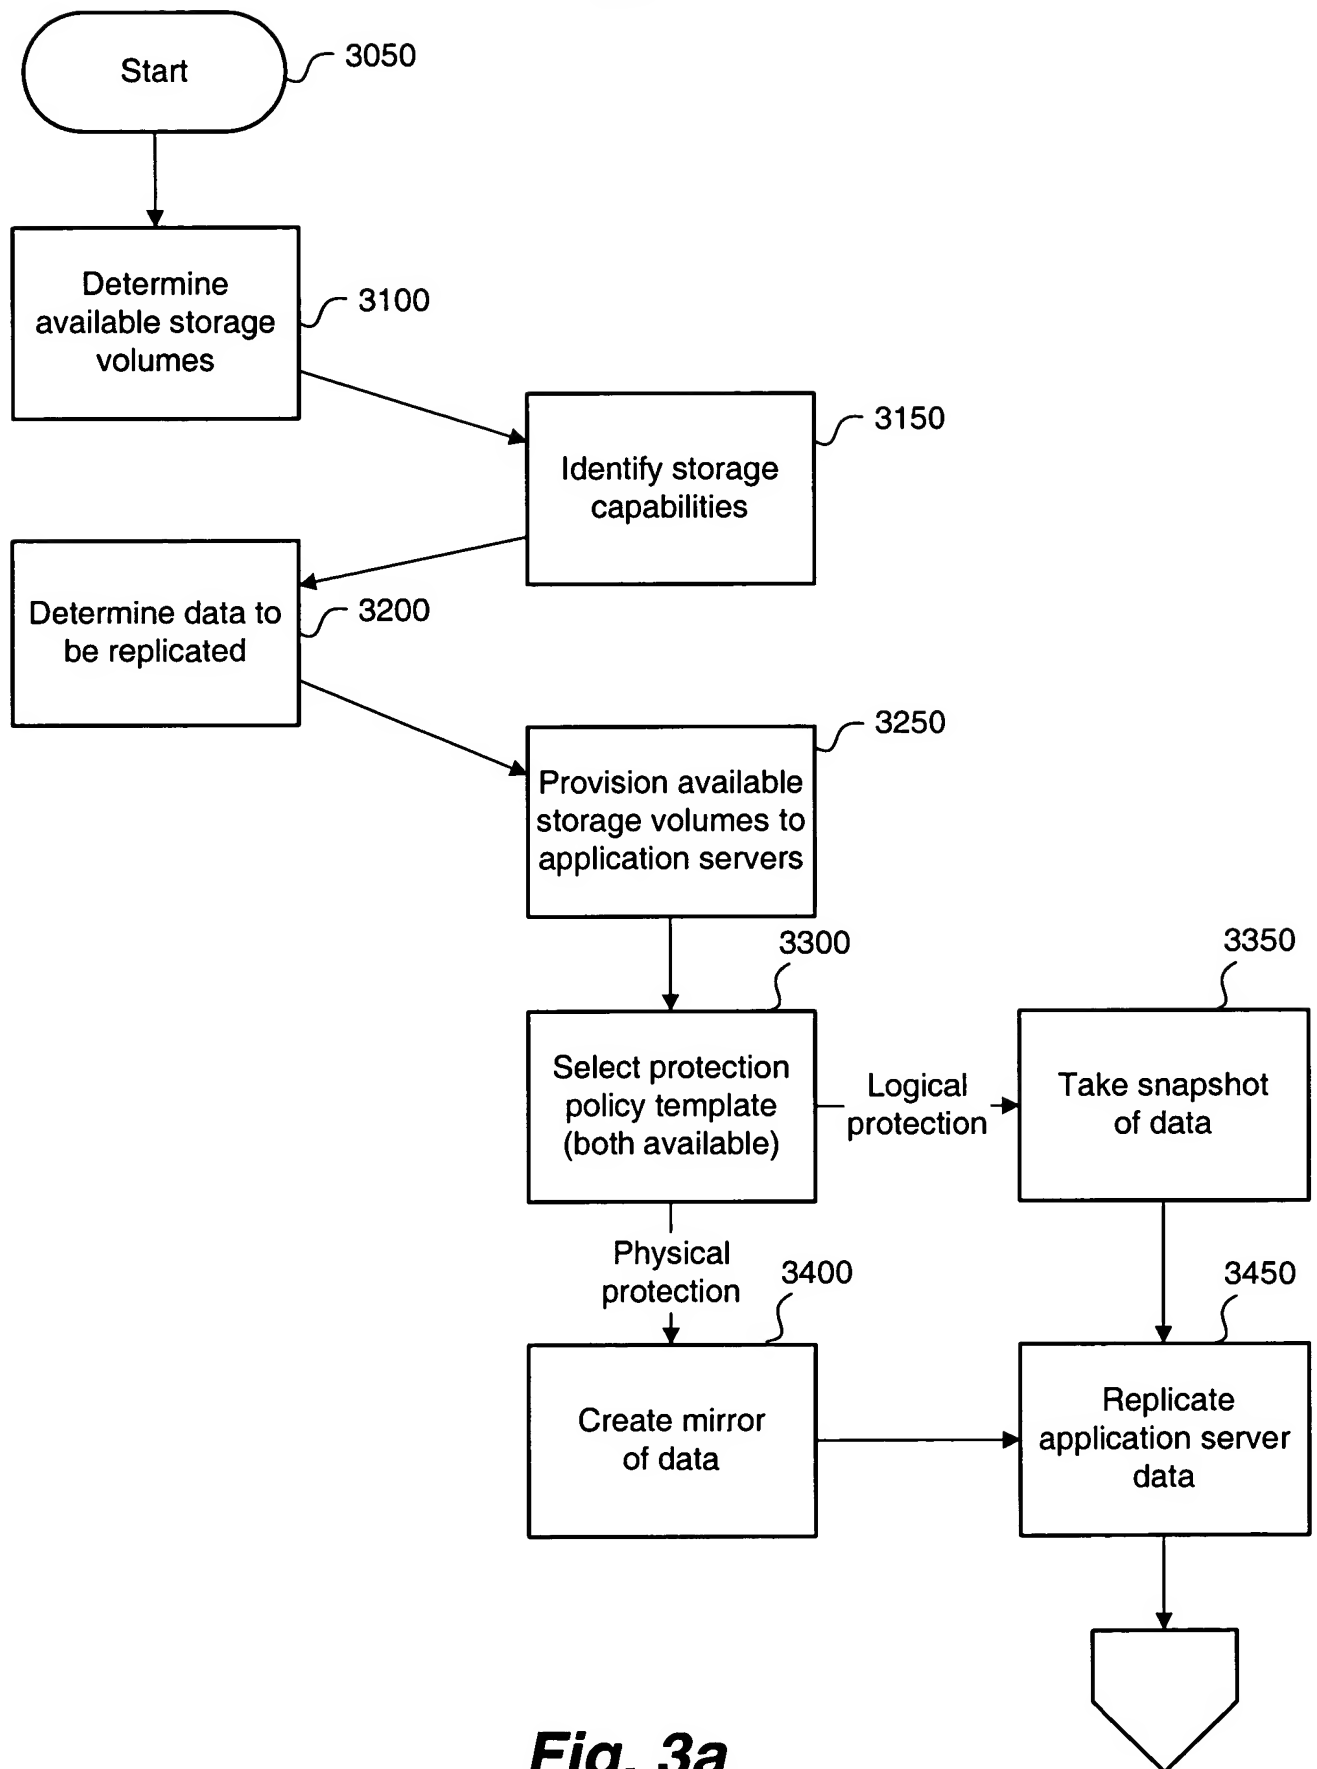 Start
3050
Determine
available storage
volumes
3100
Identify storage
capabilities
3150
Determine data to
be replicated
3200
Provision available
storage volumes to
application servers
3250
Select protection
policy template
(both available)
3300
Logical
protection
Take snapshot
of data
3350
Physical
protection
Create mirror
of data
3400
Replicate
application server
data
3450
Fig. 3a